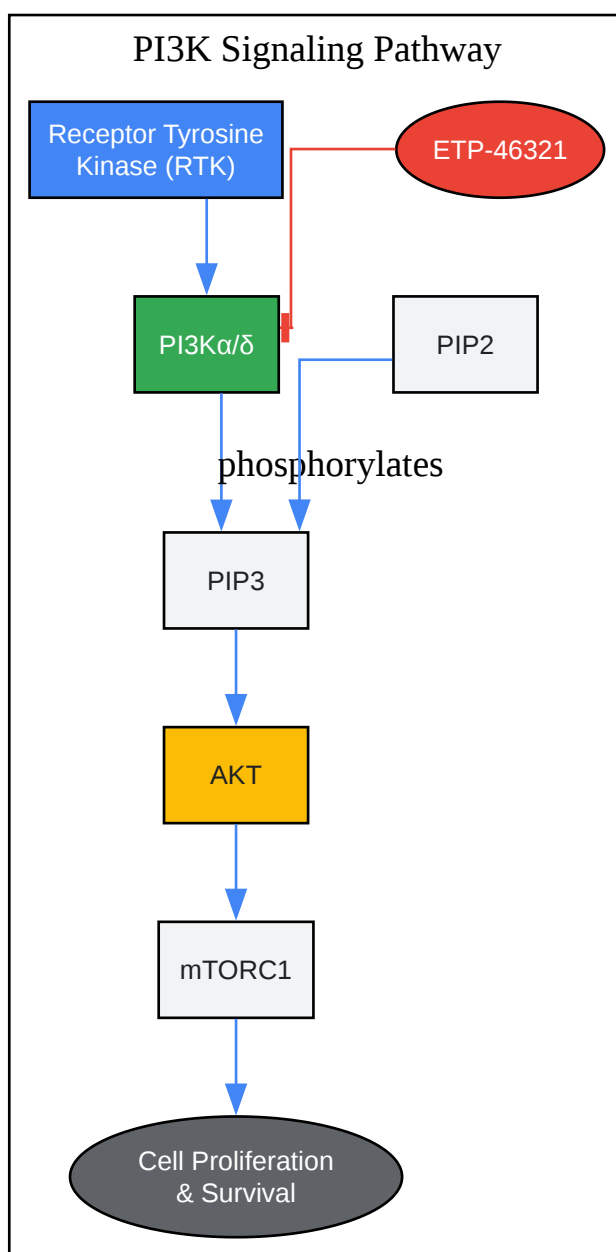 PI3K Signaling Pathway
Receptor Tyrosine
Kinase (RTK)
ETP-46321
PI3Kα/δ
PIP2
phosphorylates
PIP3
AKT
mTORC1
Cell Proliferation
& Survival